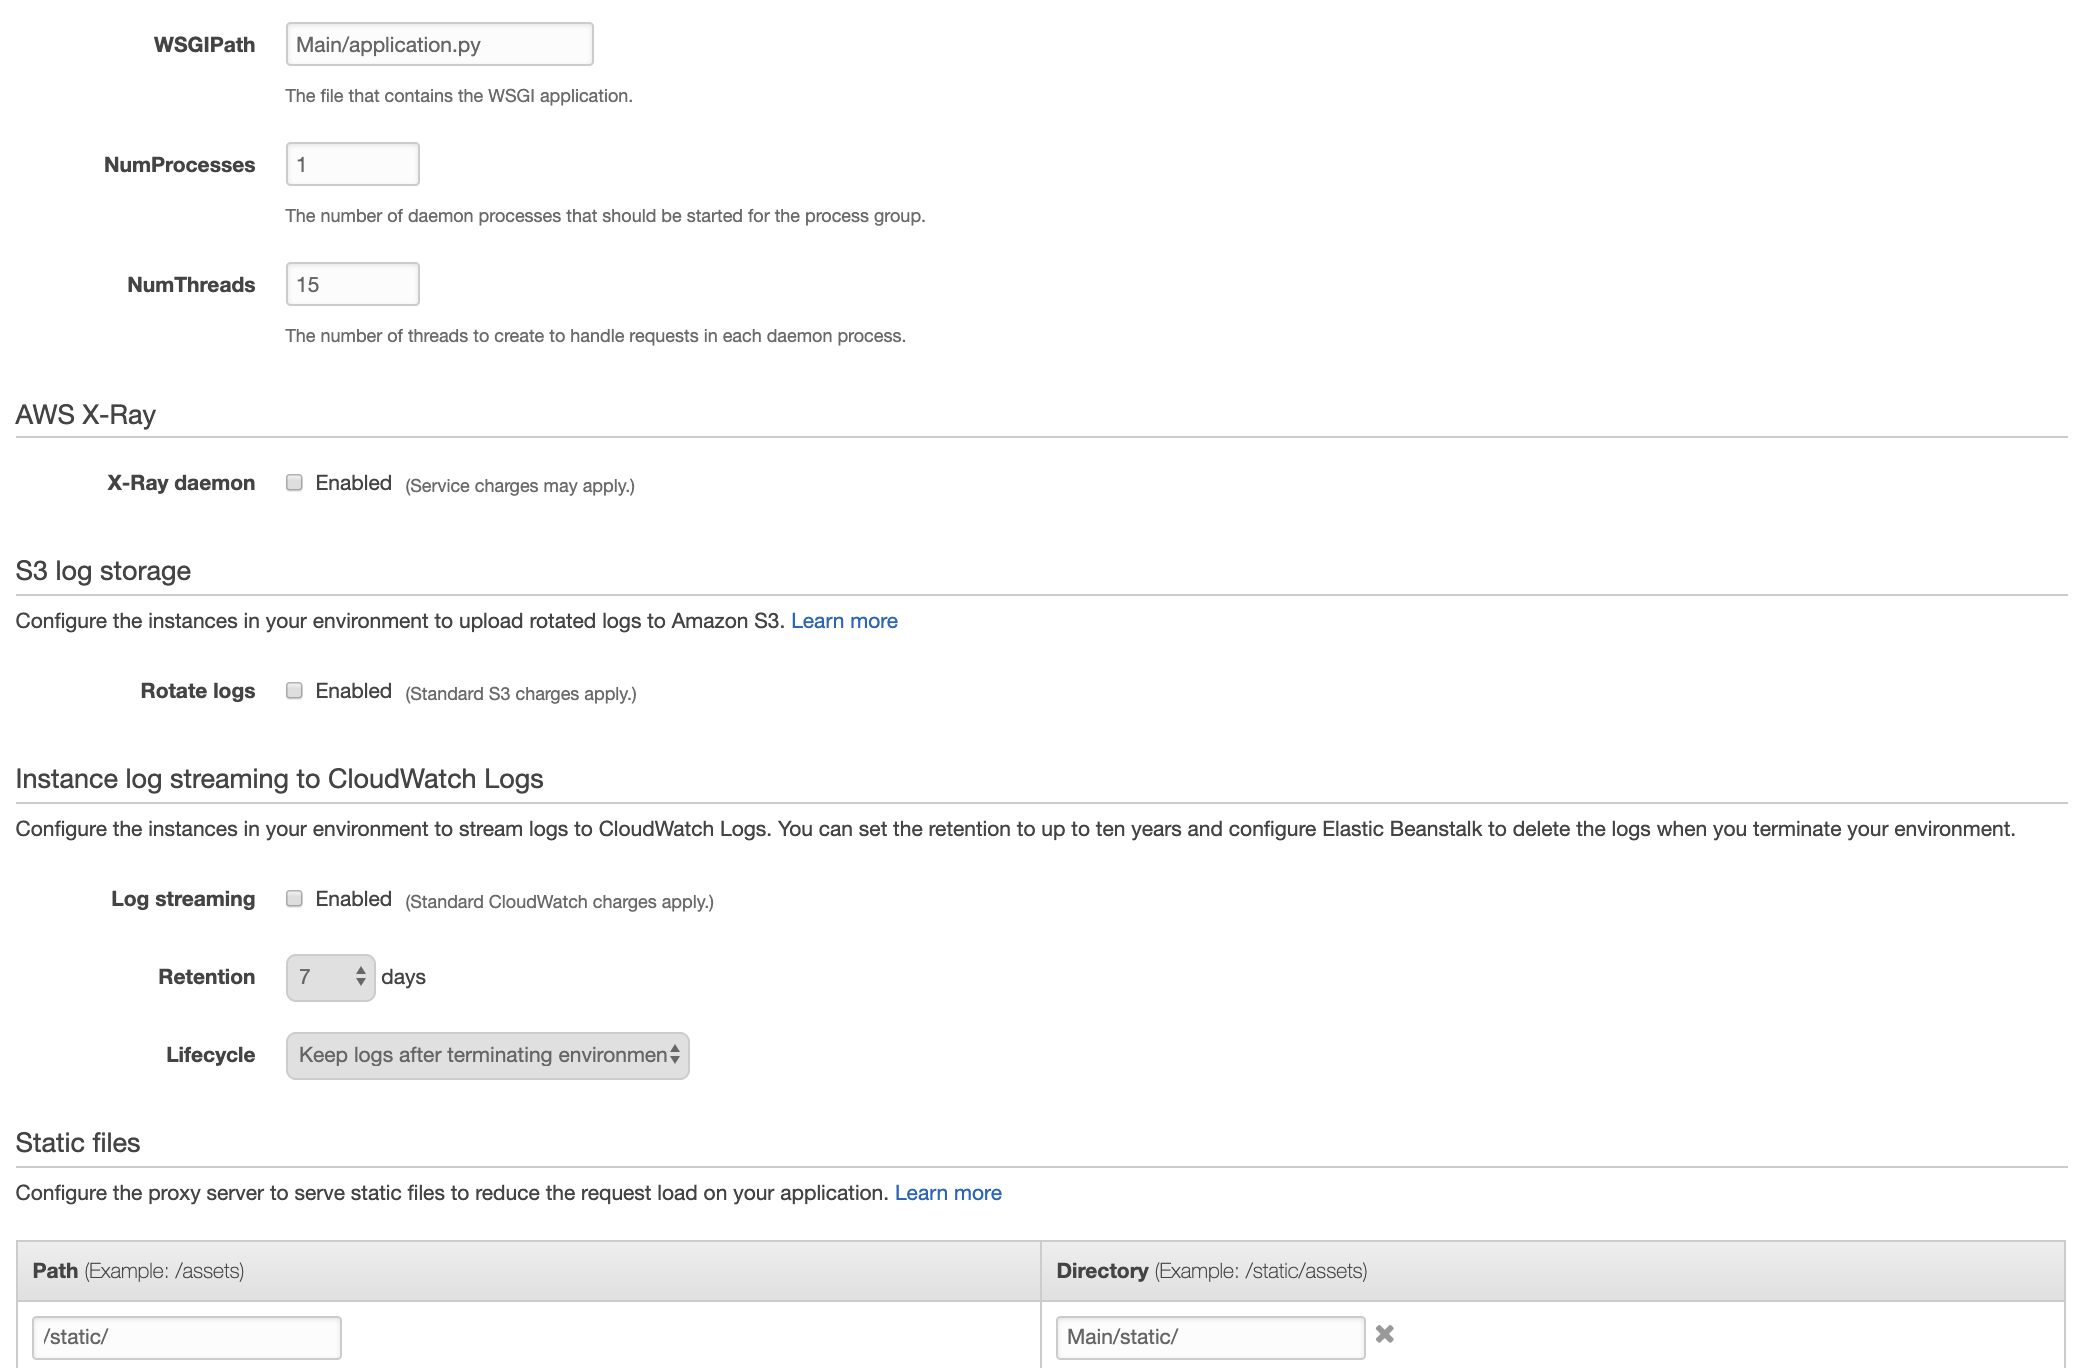 WSGIPath Main/application.py
The file that contains the WSGI application.
NumProcesses 1
The number of daemon processes that should be started for the process group.
NumThreads 15
The number of threads to create to handle requests in each daemon process.
AWS X-Ray
X-Ray daemon Enabled (Service charges may apply.)
S3 log storage
Configure the instances in your environment to upload rotated logs to Amazon S3. Learn more
Rotate logs Enabled (Standard S3 charges apply.)
Instance log streaming to CloudWatch Logs
Configure the instances in your environment to stream logs to CloudWatch Logs. You can set the retention to up to ten years and configure Elastic Beanstalk to delete the logs when you terminate your environment.
Log streaming Enabled (Standard CloudWatch charges apply.)
Retention 7 days
Lifecycle Keep logs after terminating environmen
Static files
Configure the proxy server to serve static files to reduce the request load on your application. Learn more
Path (Example: /assets) Directory (Example: /static/assets)
/static/ Main/static/